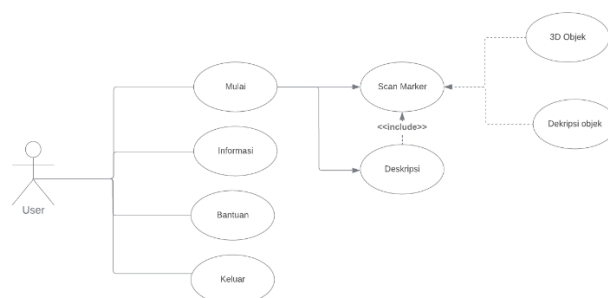 3D Objek
Mulai
Scan Marker
<<include>>
Dekripsi objek
Informasi
Deskripsi
User
Bantuan
Keluar